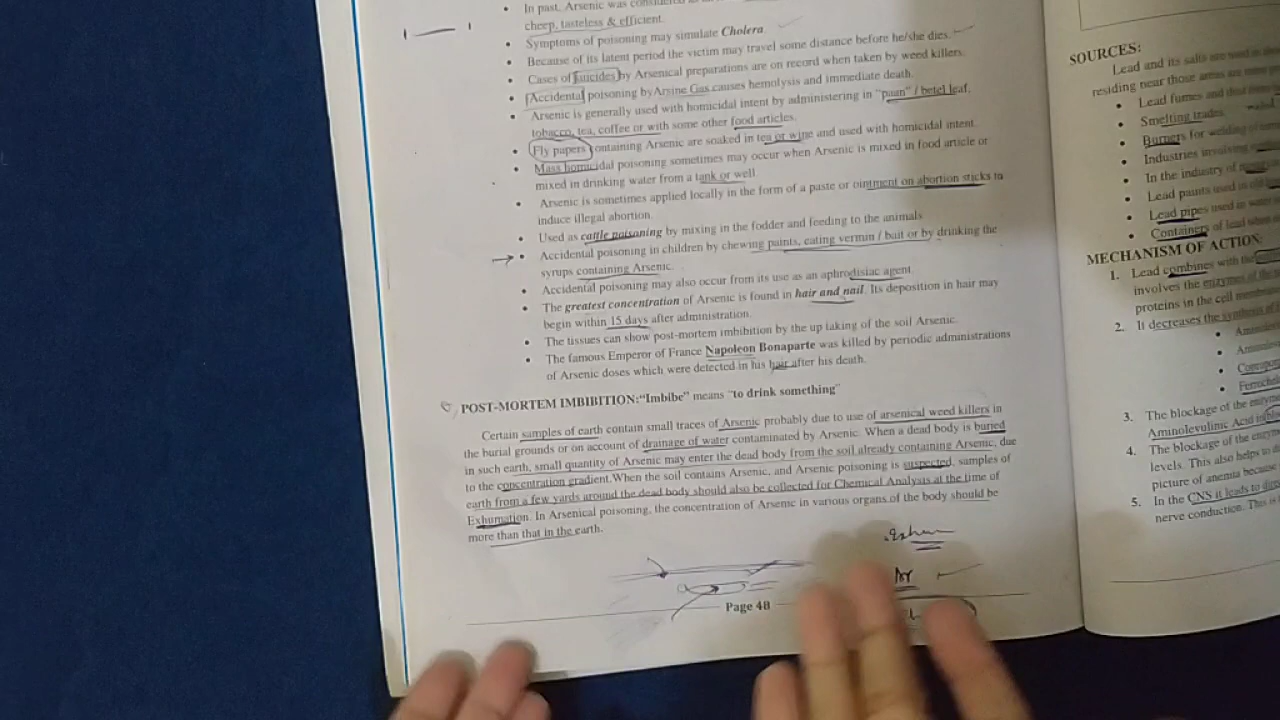 In past, Arsenic was considered
cheep, tasteless & efficient.
Symptoms of poisoning may simulate Cholera.
Because of its latent period the victim may travel some distance before he/she dies.
Cases of Suicides by Arsenical preparations are on record when taken by weed killers.
Accidental poisoning by Arsine Gas causes hemolysis and immediate death.
Arsenic is generally used with homicidal intent by administering in "paan" / betel leaf,
tobacco, tea, coffee or with some other food articles.
Fly papers containing Arsenic are soaked in tea or wine and used with homicidal intent.
Mass homicidal poisoning sometimes may occur when Arsenic is mixed in food article or
mixed in drinking water from a tank or well.
Arsenic is sometimes applied locally in the form of a paste or ointment on abortion sticks to
induce illegal abortion.
Used as cattle poisoning by mixing in the fodder and feeding to the animals
Accidental poisoning in children by chewing paints, eating vermin / bait or by drinking the
syrups containing Arsenic.
Accidental poisoning may also occur from its use as an aphrodisiac agent.
The greatest concentration of Arsenic is found in hair and nail. Its deposition in hair may
begin within 15 days after administration.
The tissues can show post-mortem imbibition by the up taking of the soil Arsenic.
The famous Emperor of France Napoleon Bonaparte was killed by periodic administrations
of Arsenic doses which were detected in his hair after his death.
POST-MORTEM IMBIBITION: "Imbibe" means "to drink something"
Certain samples of earth contain small traces of Arsenic probably due to use of arsenical weed killers in
the burial grounds or on account of drainage of water contaminated by Arsenic. When a dead body is buried
in such earth, small quantity of Arsenic may enter the dead body from the soil already containing Arsenic, due
to the concentration gradient. When the soil contains Arsenic, and Arsenic poisoning is suspected, samples of
earth from a few yards around the dead body should also be collected for Chemical Analysis at the time of
Exhumation. In Arsenical poisoning, the concentration of Arsenic in various organs of the body should be
more than that in the earth.
Page 48
SOURCES:
Lead and its salts are used in
residing near those areas are
Lead fumes and
Smelting trades
Burners for welding
Industries involving
In the industry of
Lead paints used in
Lead pipes used in
Containers of lead
MECHANISM OF ACTION:
1. Lead combines with the
involves the enzymes of the
proteins in the cell membrane
2. It decreases the synthesis of
3. The blockage of the enzyme
Aminolevulinic Acid
4. The blockage of the enzyme
levels. This also helps to
picture of anemia because
5. In the CNS it leads to
nerve conduction. This is